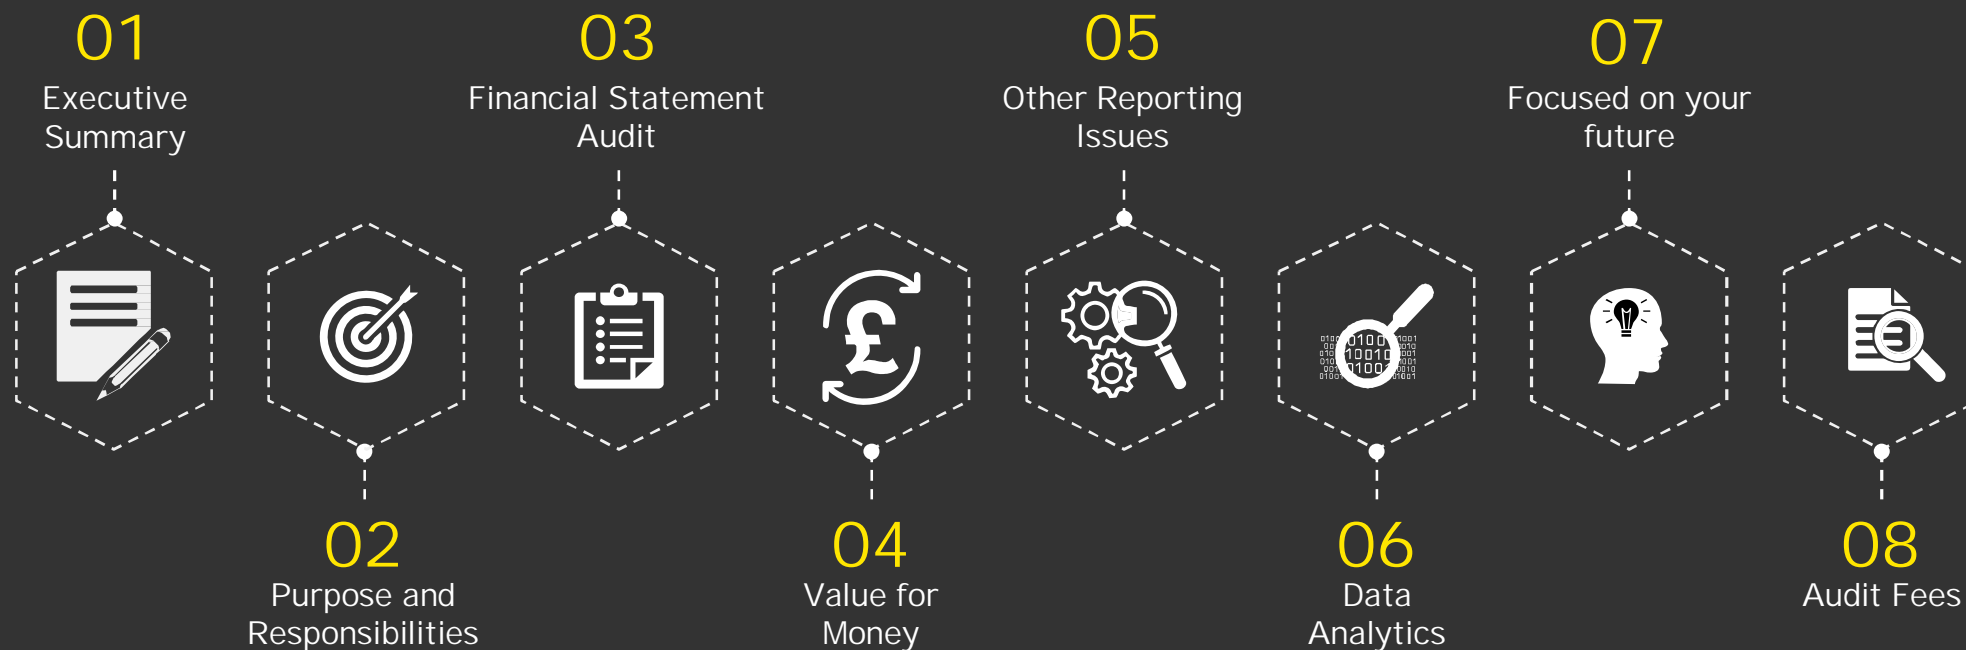 01
Executive
Summary
02
Purpose and
Responsibilities
03
Financial Statement
Audit
04
Value for
Money
05
Other Reporting
Issues
06
Data
Analytics
07
Focused on your
future
08
Audit Fees
£